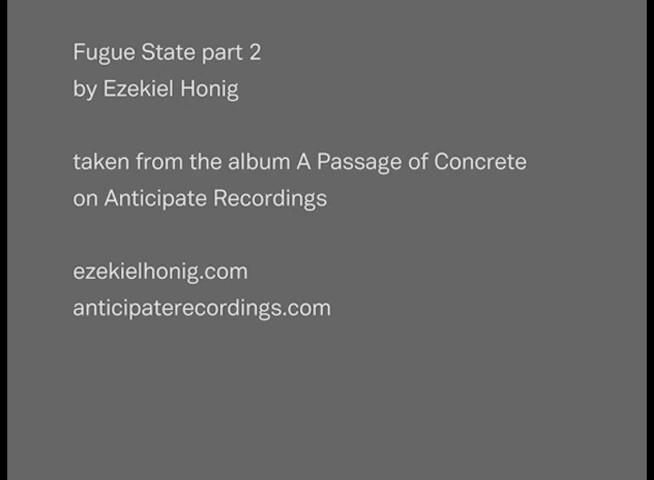 Fugue State part 2
by Ezekiel Honig
taken from the album A Passage of Concrete
on Anticipate Recordings
ezekielhonig.com
anticipaterecordings.com